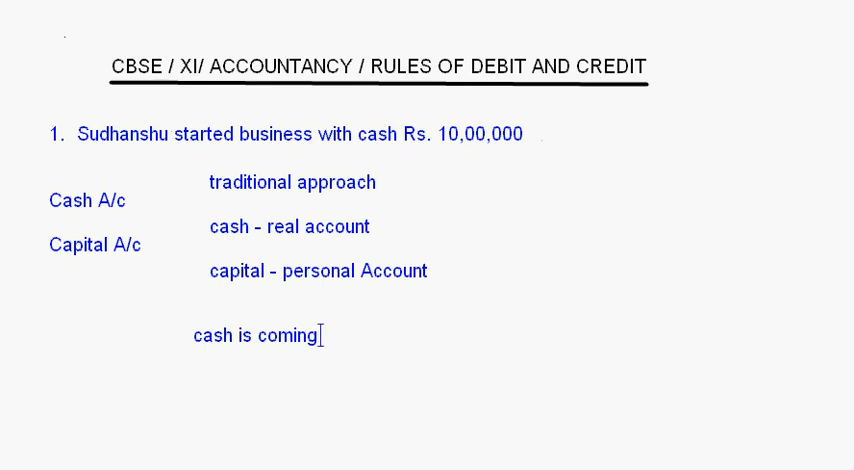 CBSE / XI/ ACCOUNTANCY / RULES OF DEBIT AND CREDIT
1. Sudhanshu started business with cash Rs. 10,00,000
traditional approach
Cash A/c
cash - real account
Capital A/c
capital - personal Account
cash is coming